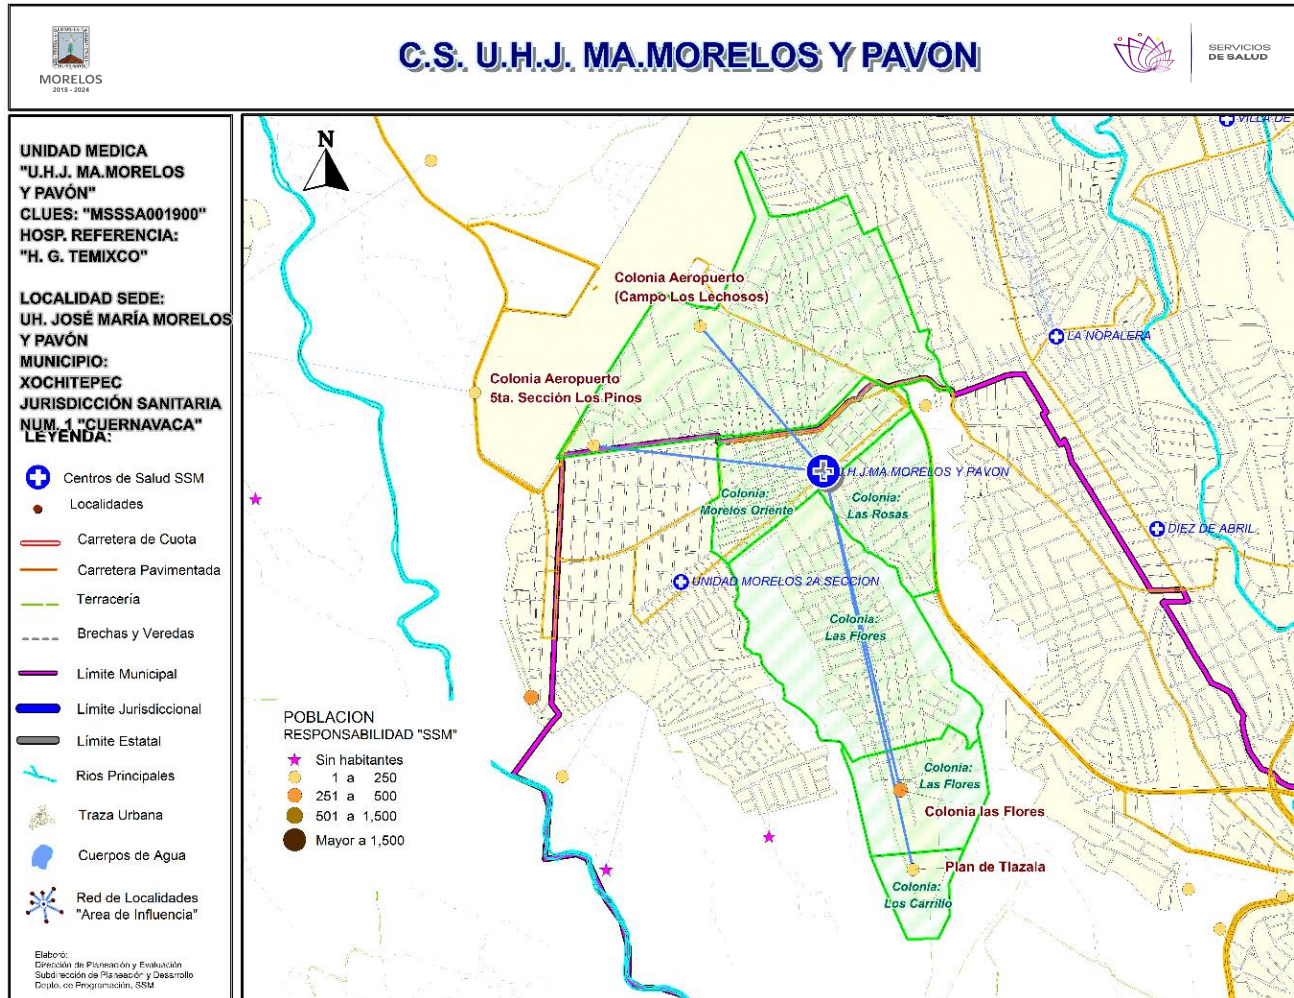 C.S. U.H.J. MA.MORELOS Y PAVON
MORELOS
2018 - 2024
SERVICIOS
DE SALUD
UNIDAD MEDICA
"U.H.J. MA.MORELOS
Y PAVÓN"
CLUES: "MSSSA001900"
HOSP. REFERENCIA:
"H. G. TEMIXCO"
LOCALIDAD SEDE:
UH. JOSÉ MARÍA MORELOS
Y PAVÓN
MUNICIPIO:
XOCHITEPEC
JURISDICCIÓN SANITARIA
NUM. 1 "CUERNAVACA"
LEYENDA:
Centros de Salud SSM
Localidades
Carretera de Cuota
Carretera Pavimentada
Terracería
Brechas y Veredas
Límite Municipal
Límite Jurisdiccional
Límite Estatal
Rios Principales
Traza Urbana
Cuerpos de Agua
Red de Localidades
"Area de Influencia"
Elaboró:
Dirección de Planeación y Evaluación
Subdirección de Planeación y Desarrollo
Depto. de Programación. SSM
N
VILLA DE
Colonia Aeropuerto
(Campo Los Lechosos)
LA NOPALERA
Colonia Aeropuerto
5ta. Sección Los Pinos
U.H.J.MA.MORELOS Y PAVON
Colonia:
Morelos Oriente
Colonia:
Las Rosas
DIEZ DE ABRIL
UNIDAD MORELOS 2A.SECCION
Colonia:
Las Flores
POBLACION
RESPONSABILIDAD "SSM"
Sin habitantes
1 a 250
251 a 500
501 a 1,500
Mayor a 1,500
Colonia:
Las Flores
Colonia las Flores
Plan de Tlazala
Colonia:
Los Carrillo